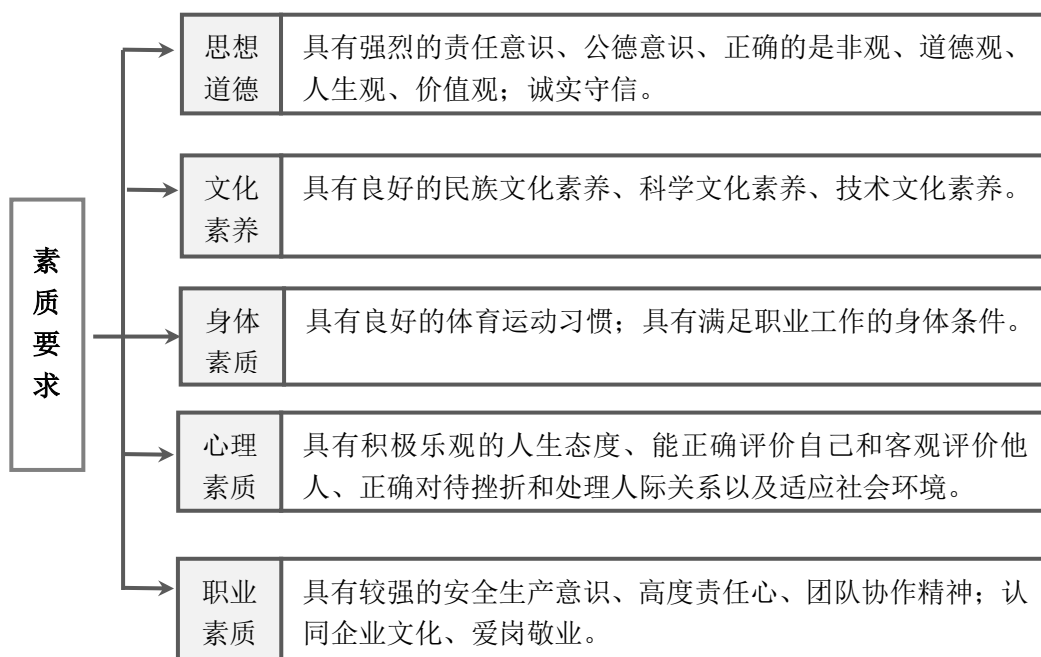 素
质
要
求
思想
道德
具有强烈的责任意识、公德意识、正确的是非观、道德观、
人生观、价值观；诚实守信。
文化
素养
具有良好的民族文化素养、科学文化素养、技术文化素养。
身体
素质
具有良好的体育运动习惯；具有满足职业工作的身体条件。
心理
素质
具有积极乐观的人生态度、能正确评价自己和客观评价他
人、正确对待挫折和处理人际关系以及适应社会环境。
职业
素质
具有较强的安全生产意识、高度责任心、团队协作精神；认
同企业文化、爱岗敬业。